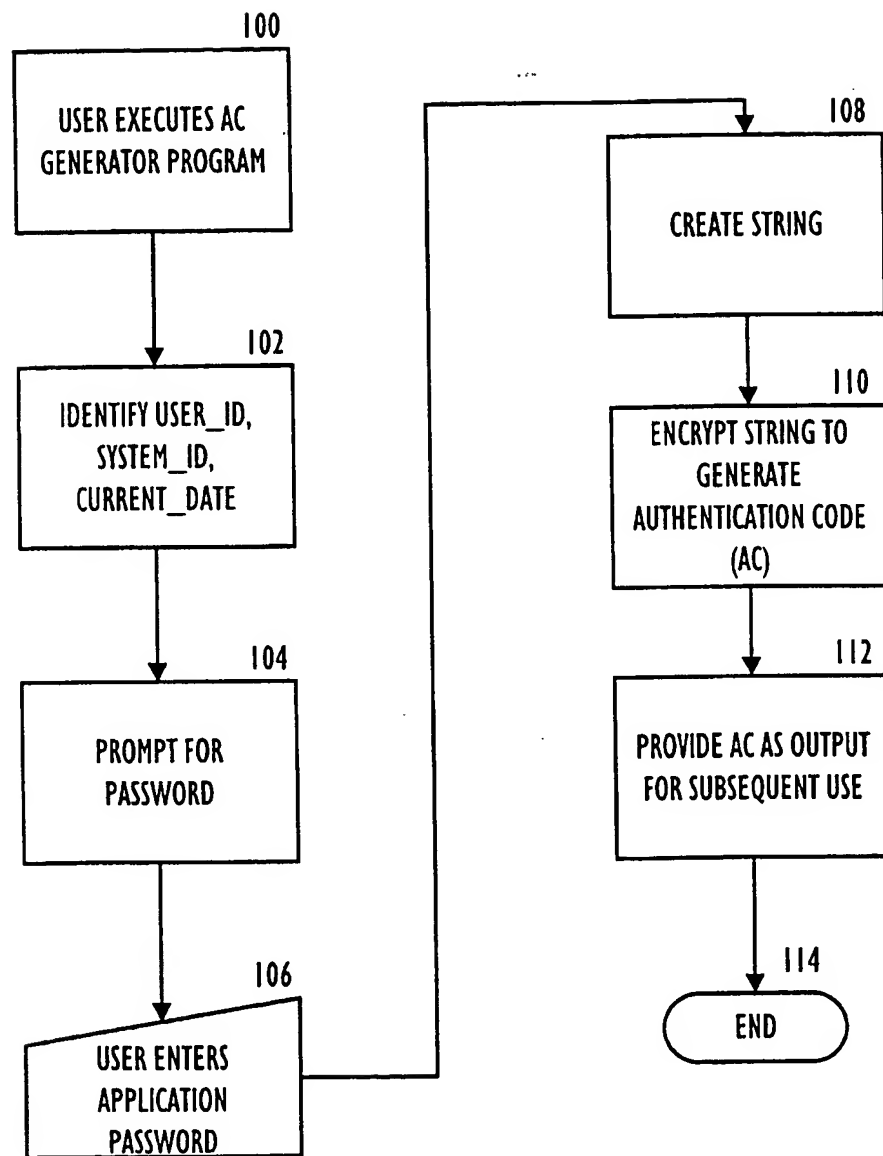 100
USER EXECUTES AC
GENERATOR PROGRAM
102
IDENTIFY USER_ID,
SYSTEM_ID,
CURRENT_DATE
104
PROMPT FOR
PASSWORD
106
USER ENTERS
APPLICATION
PASSWORD
108
CREATE STRING
110
ENCRYPT STRING TO
GENERATE
AUTHENTICATION CODE
(AC)
112
PROVIDE AC AS OUTPUT
FOR SUBSEQUENT USE
114
END